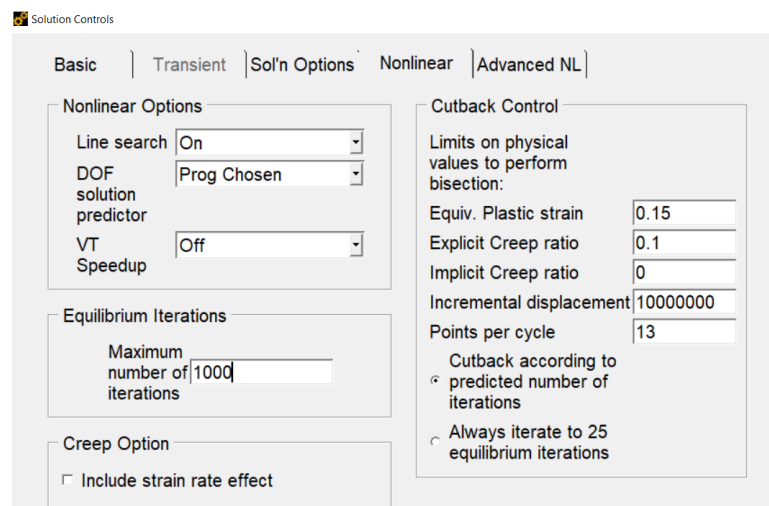 Solution Controls
Basic Transient Sol'n Options Nonlinear Advanced NL
Nonlinear Options
Line search On
DOF
solution
predictor
Prog Chosen
VT
Speedup
Off
Equilibrium Iterations
Maximum
number of
iterations
1000
Creep Option
Include strain rate effect
Cutback Control
Limits on physical
values to perform
bisection:
Equiv. Plastic strain 0.15
Explicit Creep ratio 0.1
Implicit Creep ratio 0
Incremental displacement 10000000
Points per cycle 13
Cutback according to
predicted number of
iterations
Always iterate to 25
equilibrium iterations